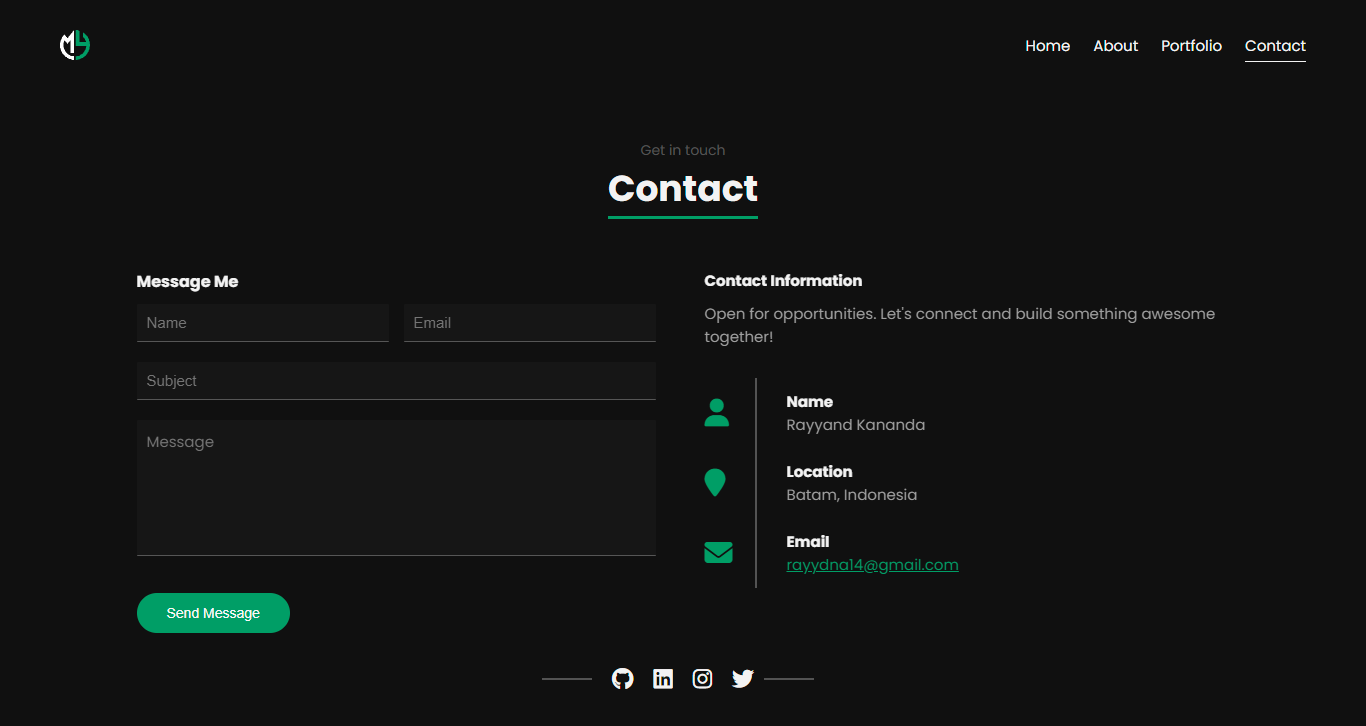 Home About Portfolio Contact
Get in touch
Contact
Message Me
Name
Email
Subject
Message
Send Message
Contact Information
Open for opportunities. Let's connect and build something awesome
together!
Name
Rayyand Kananda
Location
Batam, Indonesia
Email
rayydna14@gmail.com